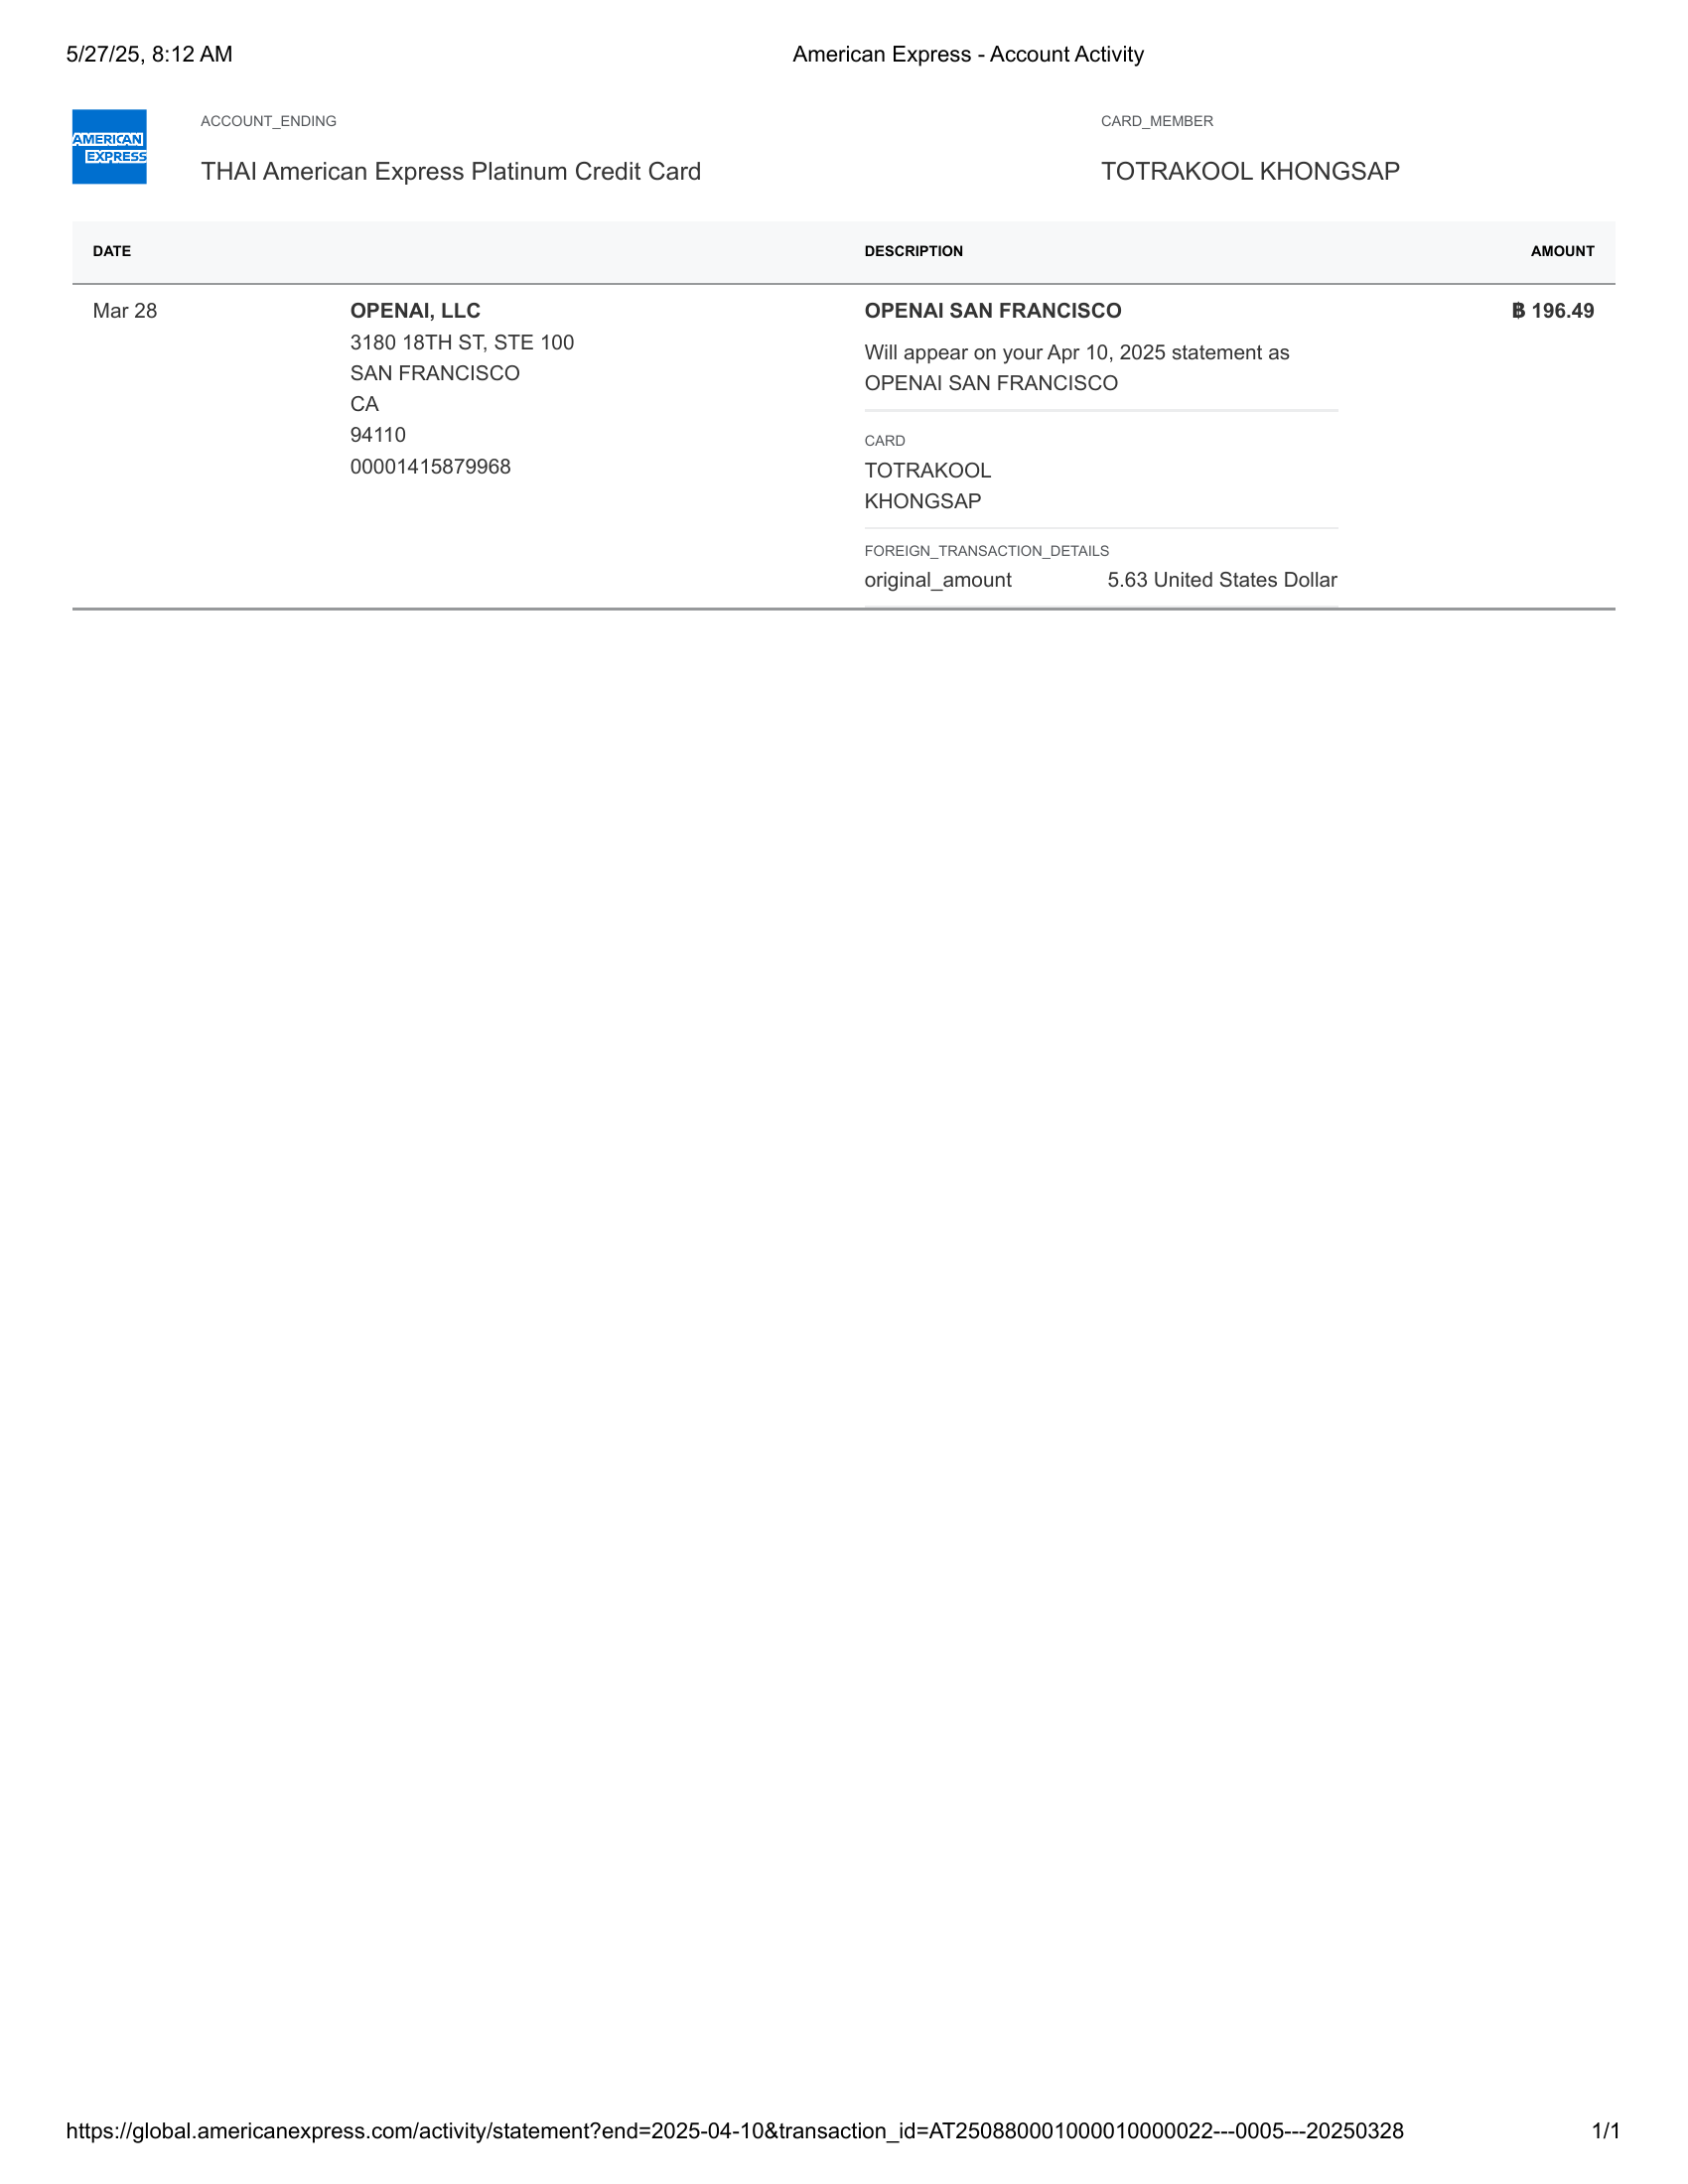 5/27/25, 8:12 AM American Express - Account Activity
AMERICAN
EXPRESS
ACCOUNT_ENDING CARD_MEMBER
THAI American Express Platinum Credit Card TOTRAKOOL KHONGSAP
DATE DESCRIPTION AMOUNT
Mar 28 OPENAI, LLC OPENAI SAN FRANCISCO ฿ 196.49
3180 18TH ST, STE 100
SAN FRANCISCO
CA
94110
00001415879968
Will appear on your Apr 10, 2025 statement as
OPENAI SAN FRANCISCO
CARD
TOTRAKOOL
KHONGSAP
FOREIGN_TRANSACTION_DETAILS
original_amount 5.63 United States Dollar
https://global.americanexpress.com/activity/statement?end=2025-04-10&transaction_id=AT250880001000010000022---0005---20250328 1/1